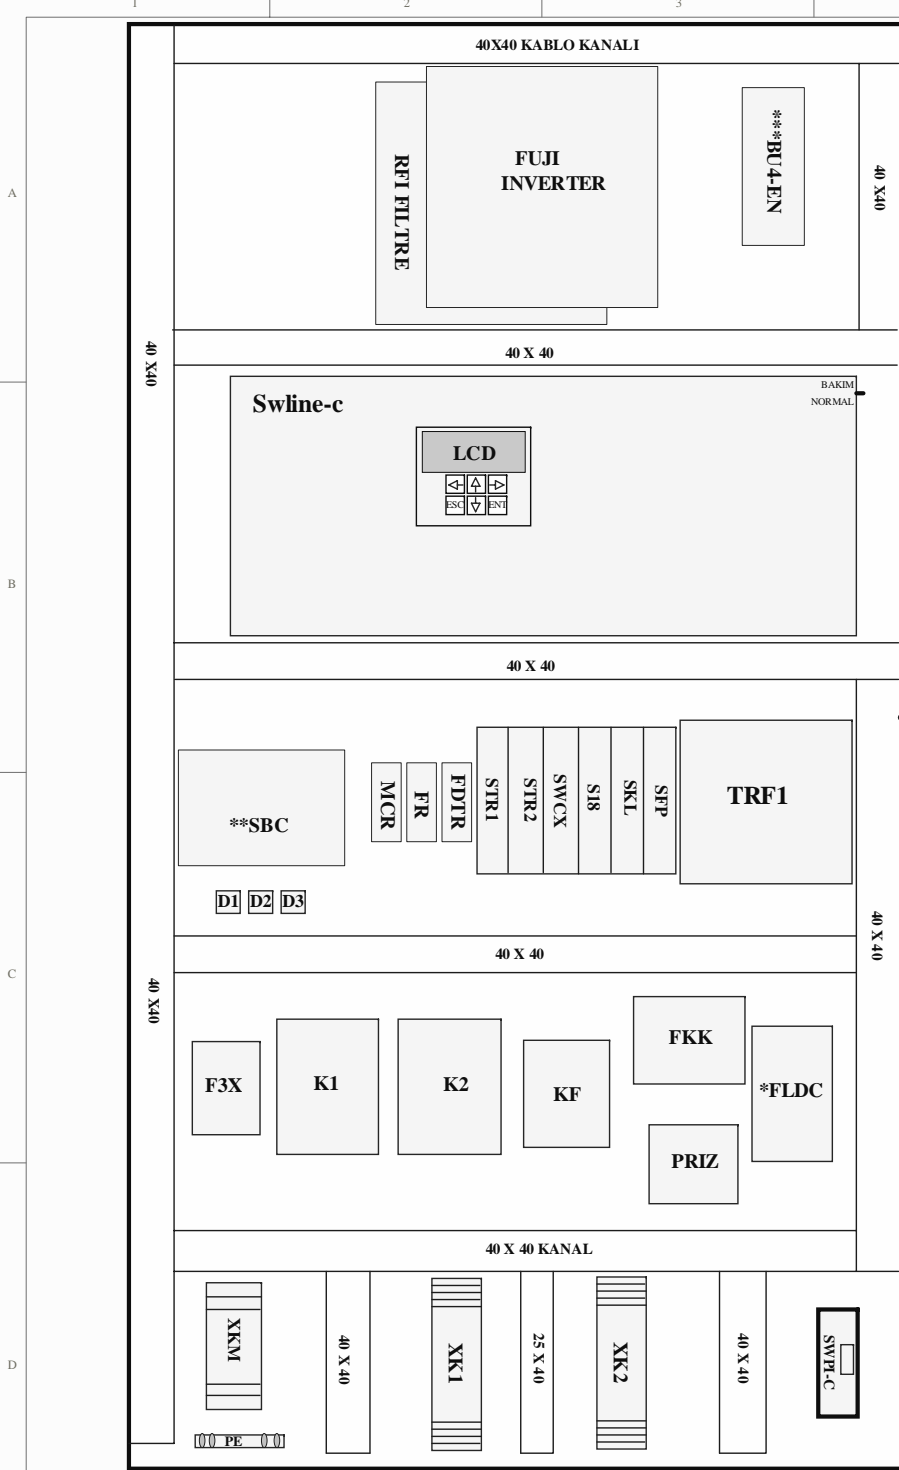 1
2
3
40X40 KABLO KANALI
A
RFI FILTRE
FUJI
INVERTER
***BU4-EN
40 X40
40 X40
40 X 40
Swline-c
BAKIM
NORMAL
LCD
ESC
ENT
B
40 X 40
**SBC
MCR
FR
FDTR
STR1
STR2
SWCX
S18
SKL
SFP
TRF1
D1
D2
D3
40 X 40
40 X 40
C
40 X40
F3X
K1
K2
KF
FKK
*FLDC
PRIZ
40 X 40 KANAL
D
XKM
40 X 40
XK1
25 X 40
XK2
40 X 40
SWPI-C
PE